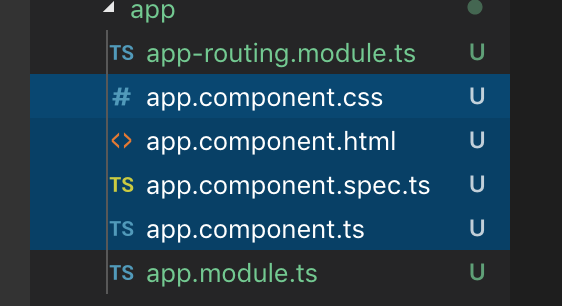 app
TS app-routing.module.ts U
# app.component.css U
<> app.component.html U
TS app.component.spec.ts U
TS app.component.ts U
TS app.module.ts U